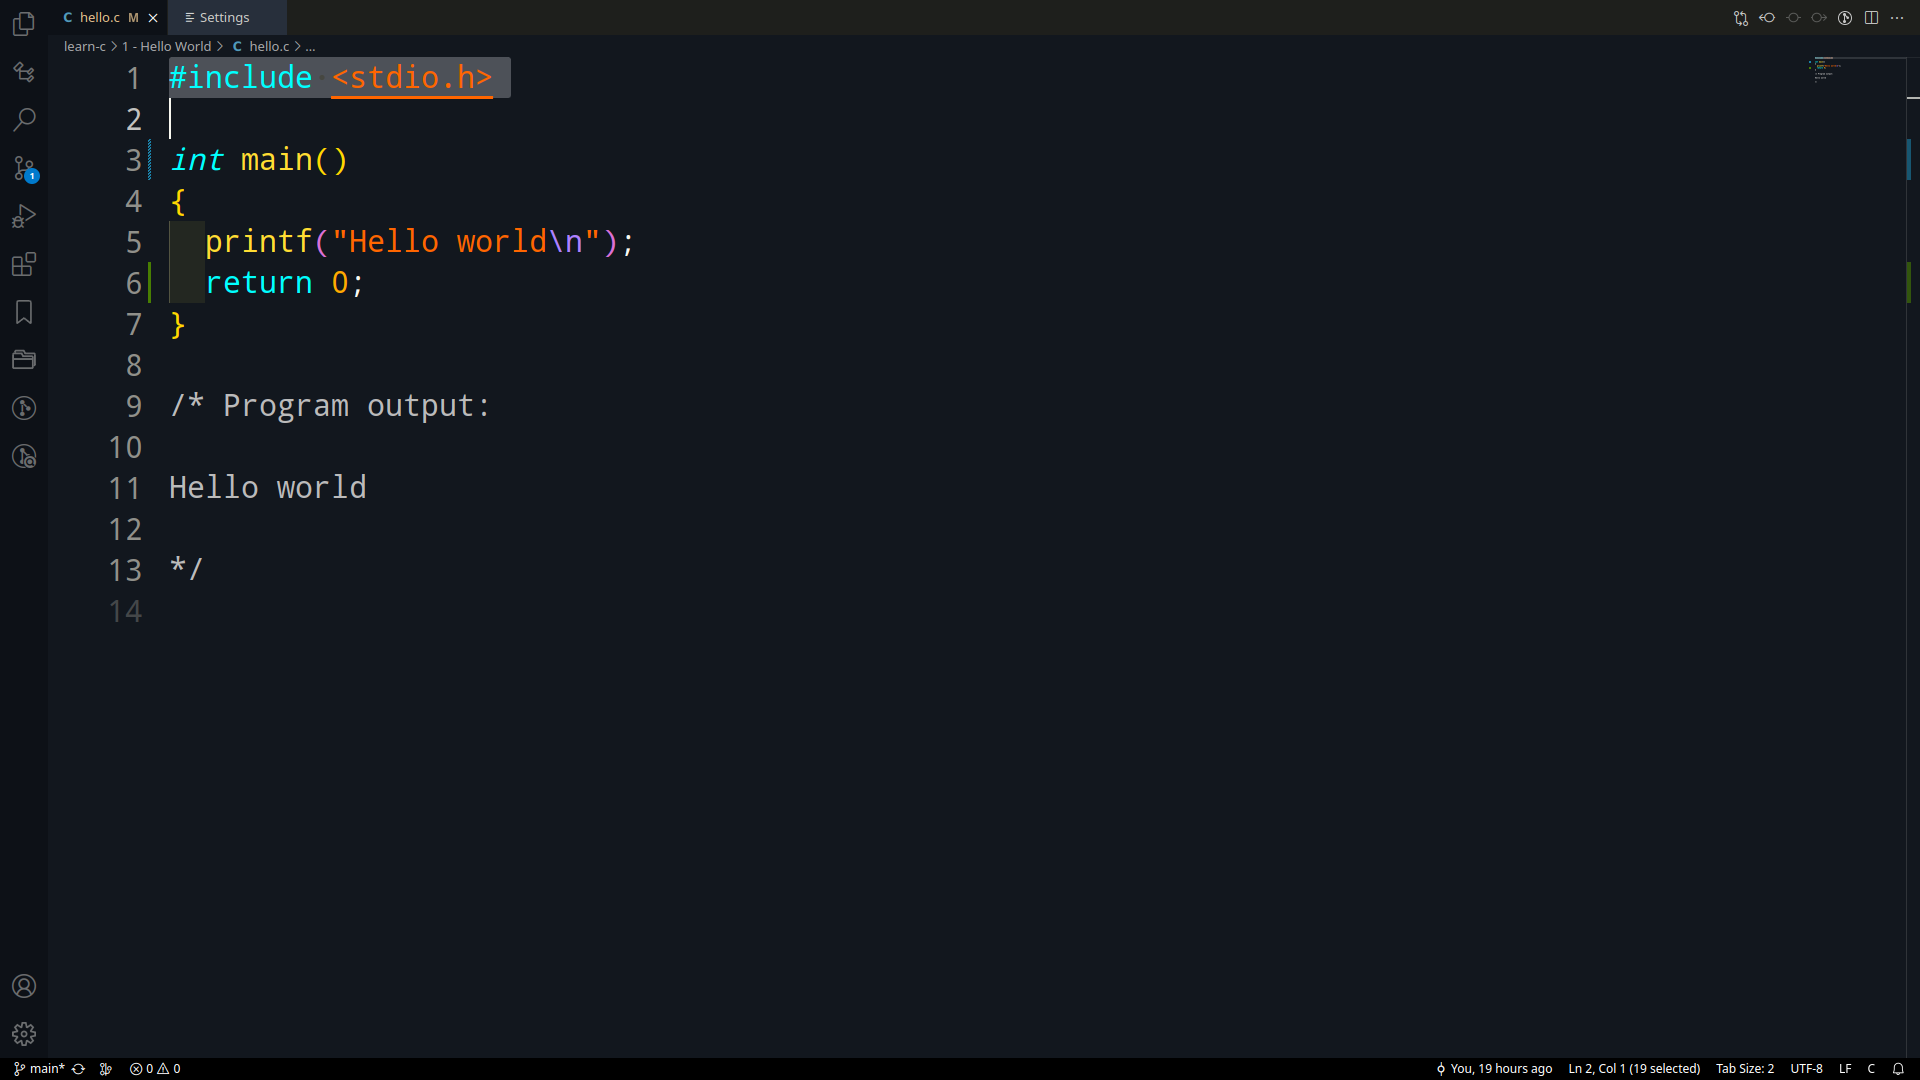 C hello.c M
Settings
learn-c > 1 - Hello World > C hello.c > ...
1 #include <stdio.h>
2
3 int main()
4 {
5 printf("Hello world\n");
6 return 0;
7 }
8
9 /* Program output:
10
11 Hello world
12
13 */
14
1
main* 0 0 You, 19 hours ago Ln 2, Col 1 (19 selected) Tab Size: 2 UTF-8 LF C